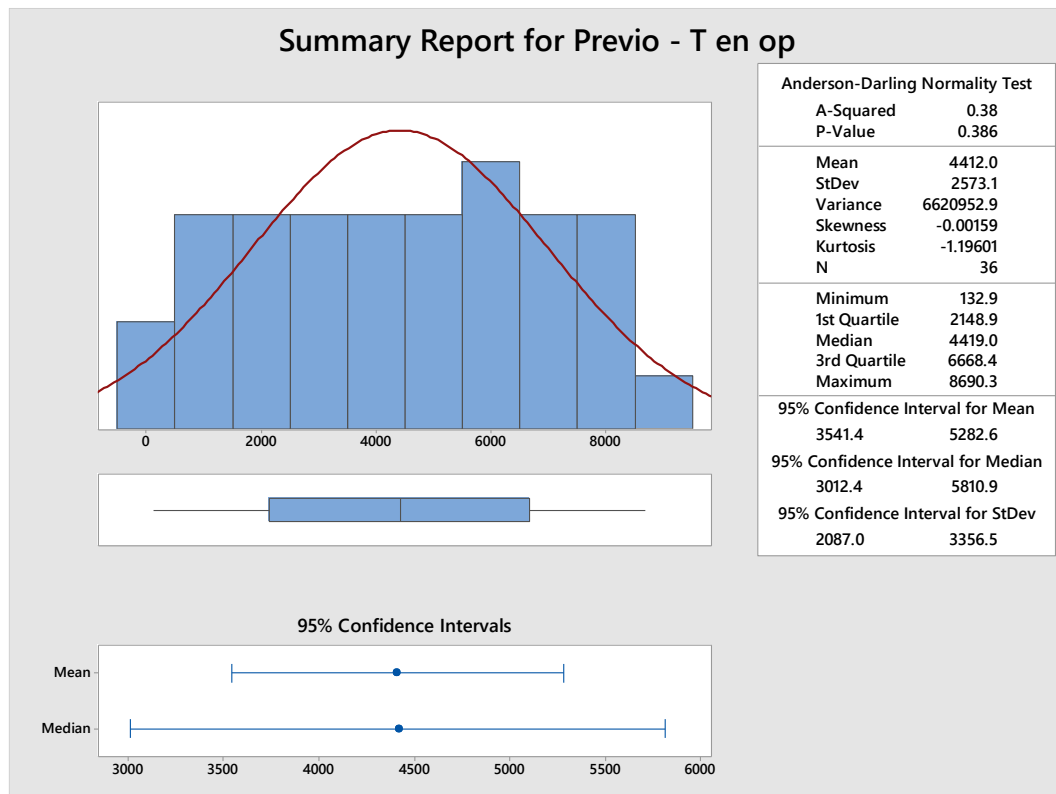 Summary Report for Previo - T en op
Anderson-Darling Normality Test
A-Squared 0.38
P-Value 0.386
Mean 4412.0
StDev 2573.1
Variance 6620952.9
Skewness -0.00159
Kurtosis -1.19601
N 36
Minimum 132.9
1st Quartile 2148.9
Median 4419.0
3rd Quartile 6668.4
Maximum 8690.3
95% Confidence Interval for Mean
3541.4 5282.6
95% Confidence Interval for Median
3012.4 5810.9
95% Confidence Interval for StDev
2087.0 3356.5
0 2000 4000 6000 8000
95% Confidence Intervals
Mean
Median
3000 3500 4000 4500 5000 5500 6000